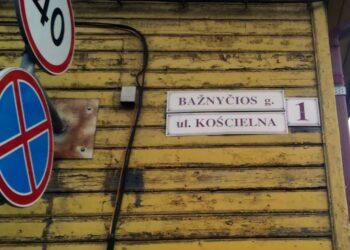 40
BAŽNYČIOS g.
ul. KOŚCIELNA
1